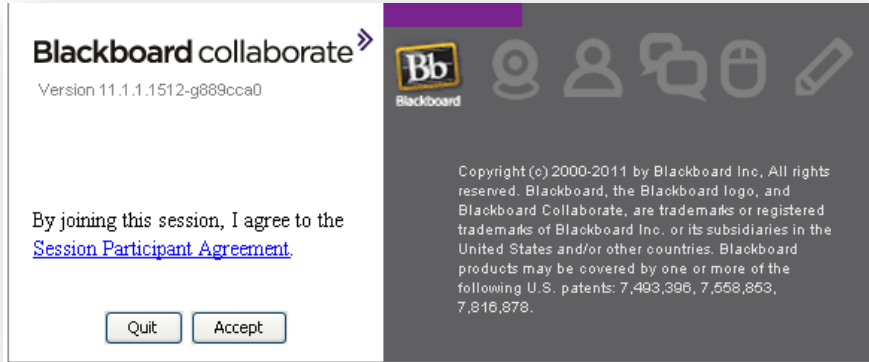 Blackboard collaborate
Version 11.1.1.1512-g889cca0
By joining this session, I agree to the
Session Participant Agreement.
Quit
Accept
Bb
Blackboard
Copyright (c) 2000-2011 by Blackboard Inc, All rights
reserved. Blackboard, the Blackboard logo, and
Blackboard Collaborate, are trademarks or registered
trademarks of Blackboard Inc. or its subsidiaries in the
United States and/or other countries. Blackboard
products may be covered by one or more of the
following U.S. patents: 7,493,396, 7,558,853,
7,816,878.